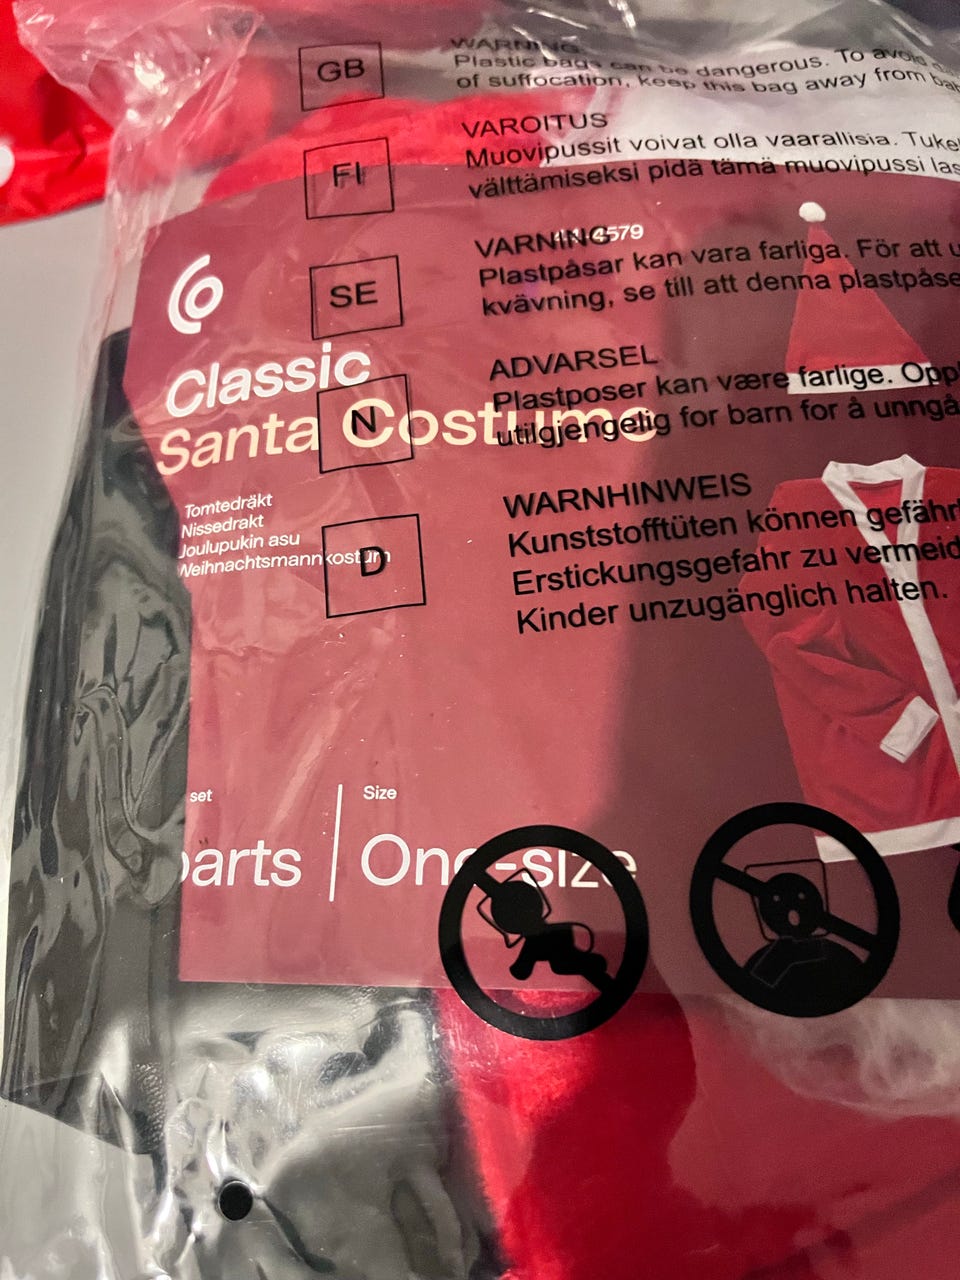 GB
WARNING
Plastic bags can be dangerous. To avoid
of suffocation, keep this bag away from
FI
VAROITUS
Muovipussit voivat olla vaarallisia.
välttämiseksi pidä tämä muovipussi
SE
VARNING
4579
Plastpåsar kan vara farliga. För att
kvävning, se till att denna plastpåse
N
ADVARSEL
Plastposer kan være farlige.
utilgjengelig for barn for å
D
WARNHINWEIS
Kunststofftüten können
Erstickungsgefahr zu
Kinder unzugänglich halten.
Classic
Santa Costume
Tomtedräkt
Nissedrakt
Joulupukin asu
Weihnachtsmannkostüm
set
Size
parts
One-size